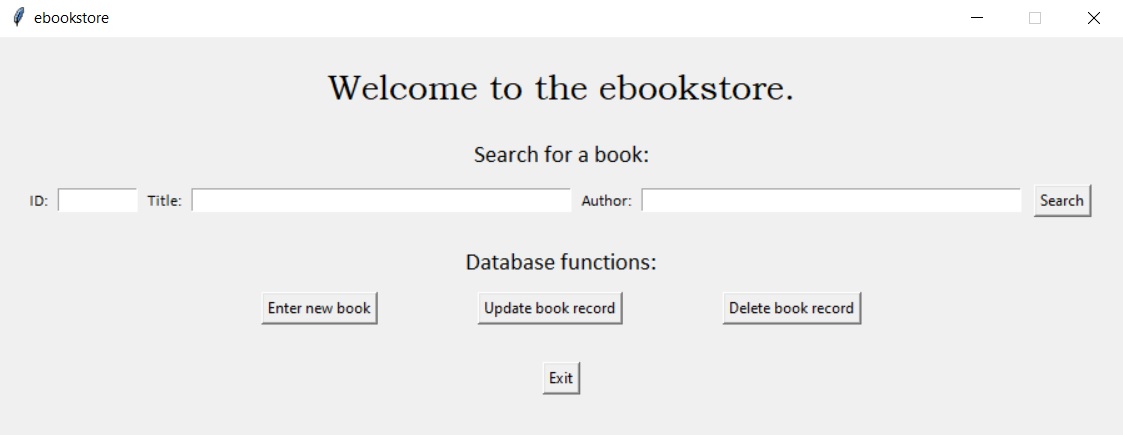 ebookstore
Welcome to the ebookstore.
Search for a book:
ID: Title: Author: Search
Database functions:
Enter new book Update book record Delete book record
Exit